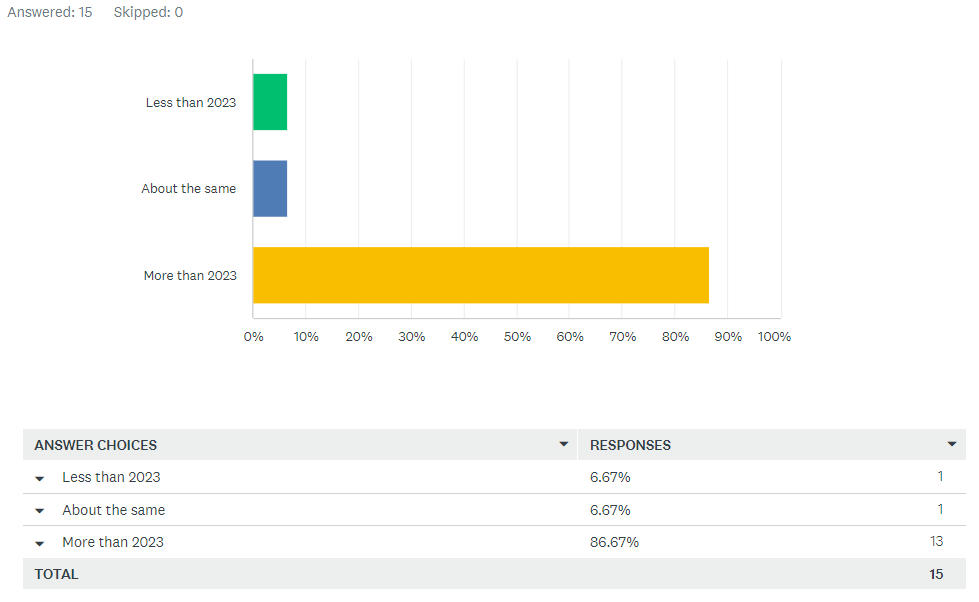 Answered: 15 Skipped: 0
Less than 2023
About the same
More than 2023
0% 10% 20% 30% 40% 50% 60% 70% 80% 90% 100%
ANSWER CHOICES RESPONSES
Less than 2023 6.67% 1
About the same 6.67% 1
More than 2023 86.67% 13
TOTAL 15